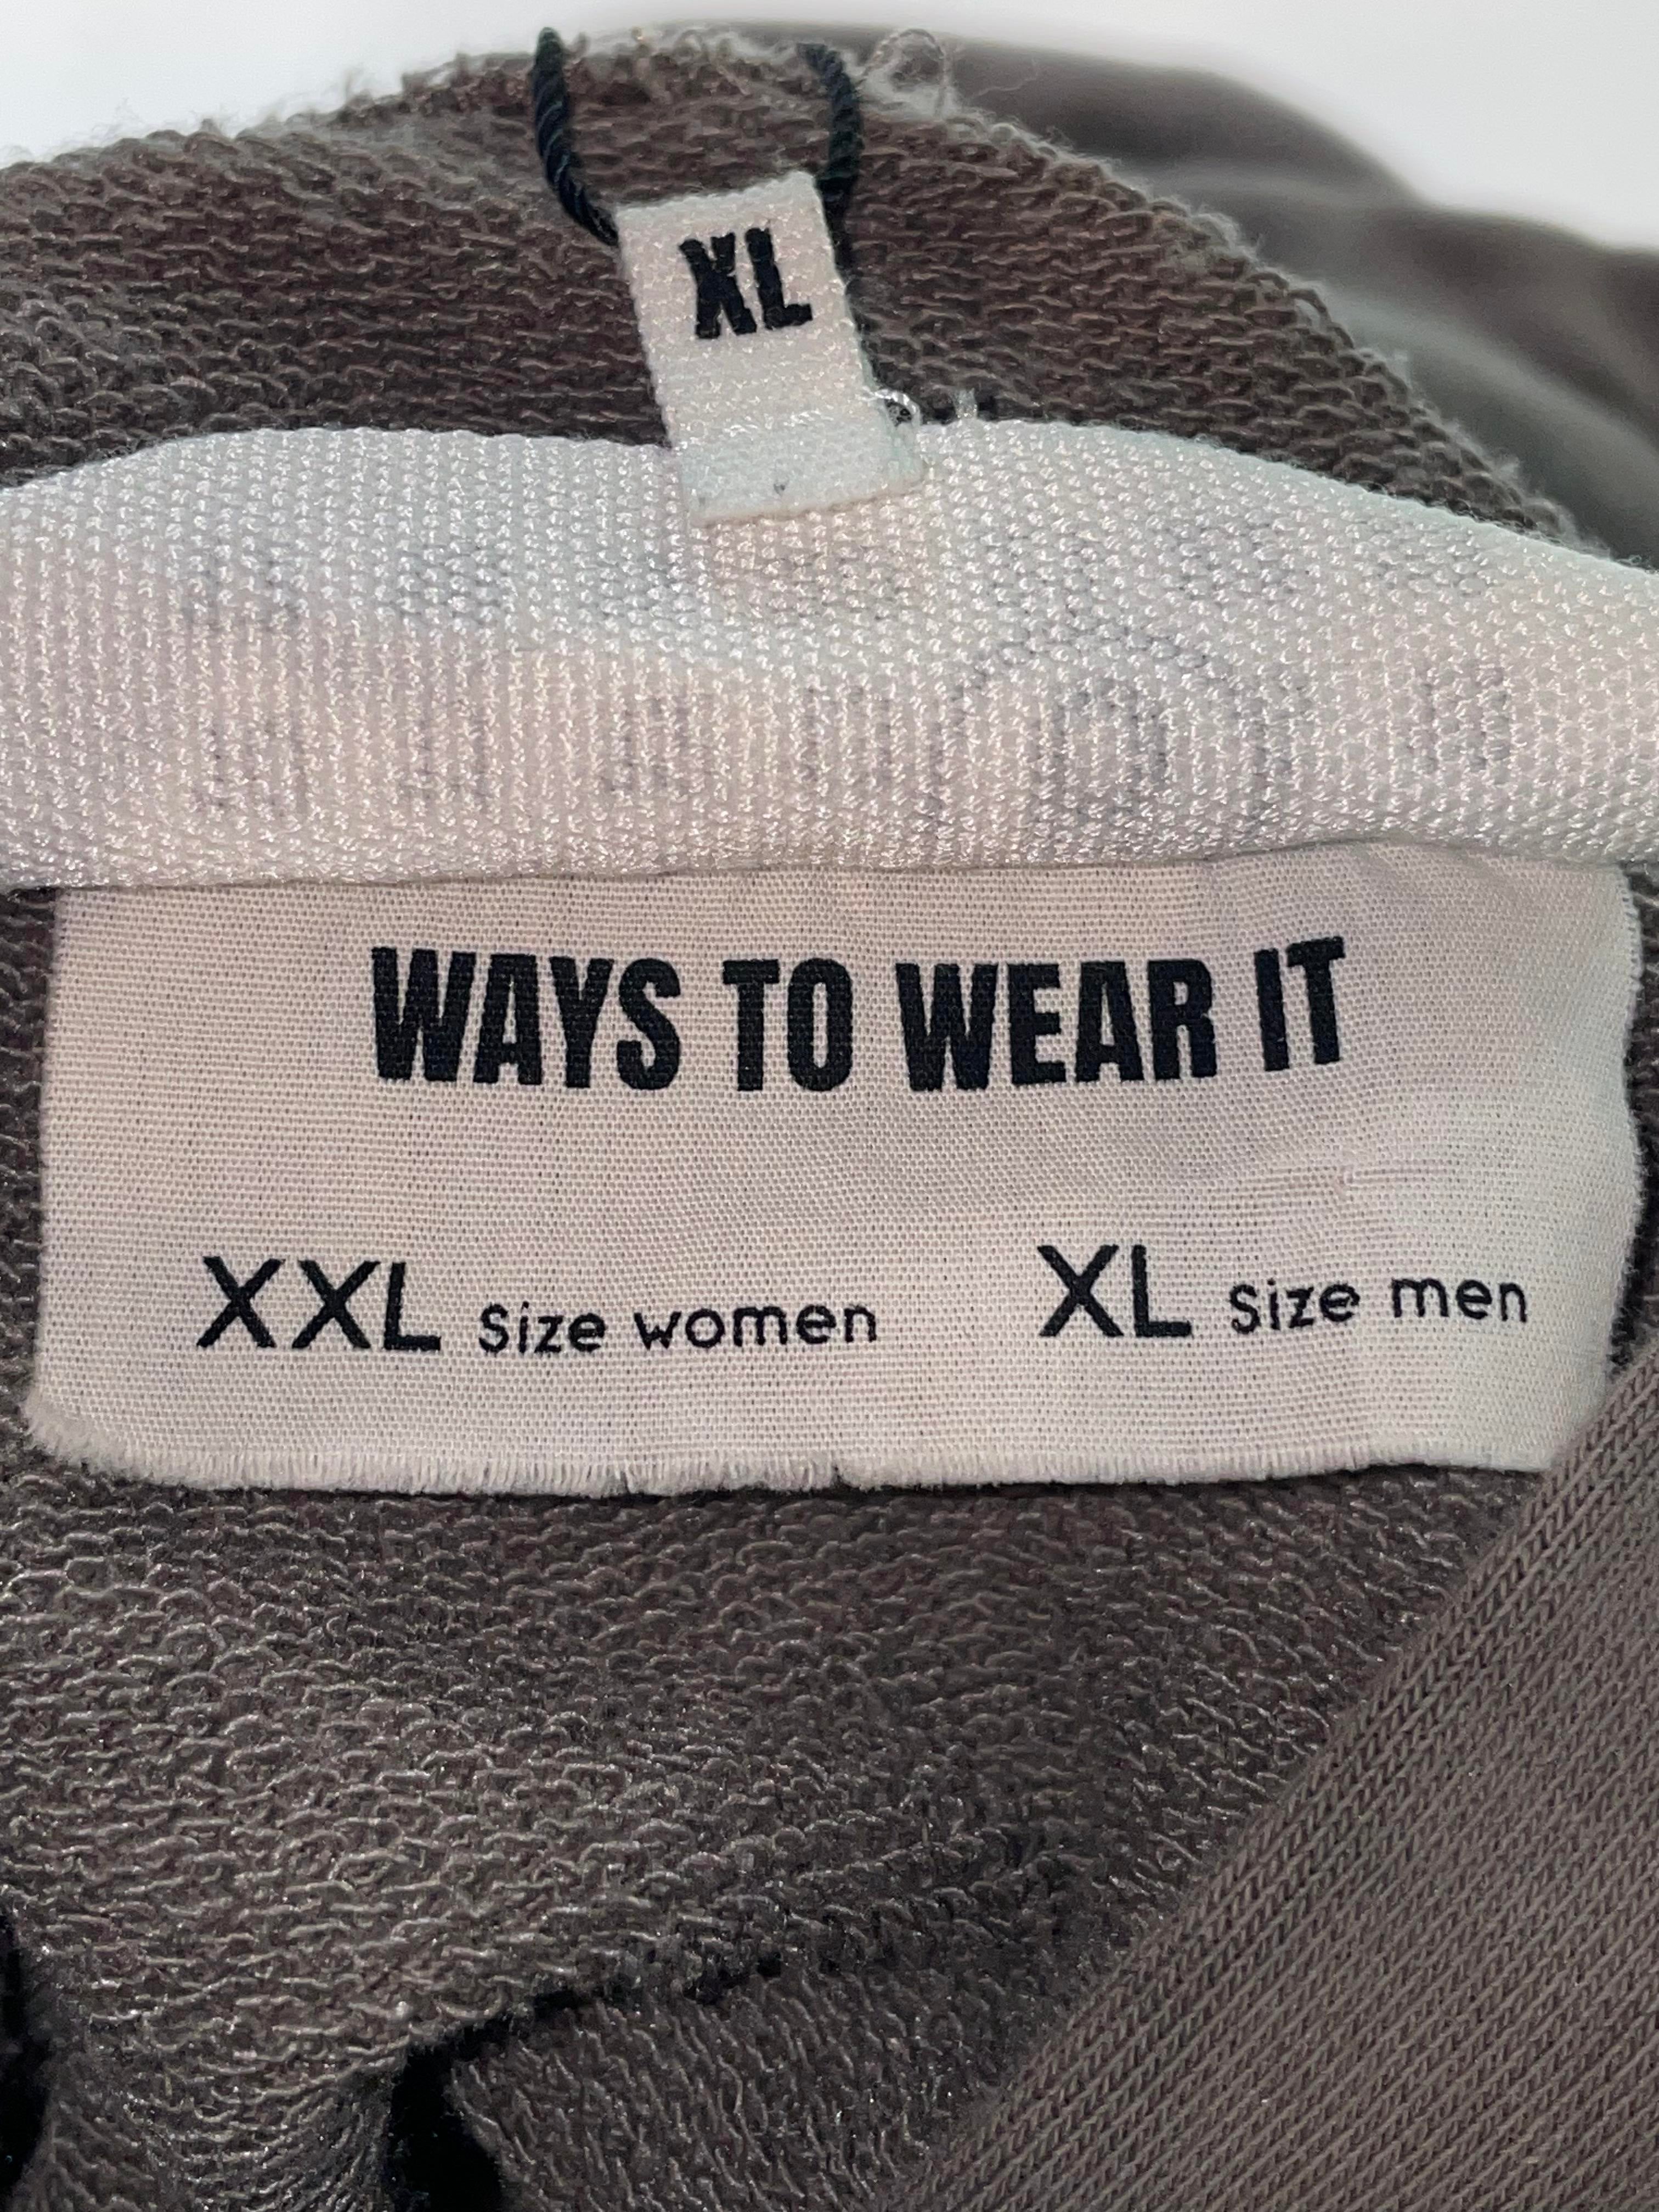 XL
WAYS TO WEAR IT
XXL Size women XL Size men